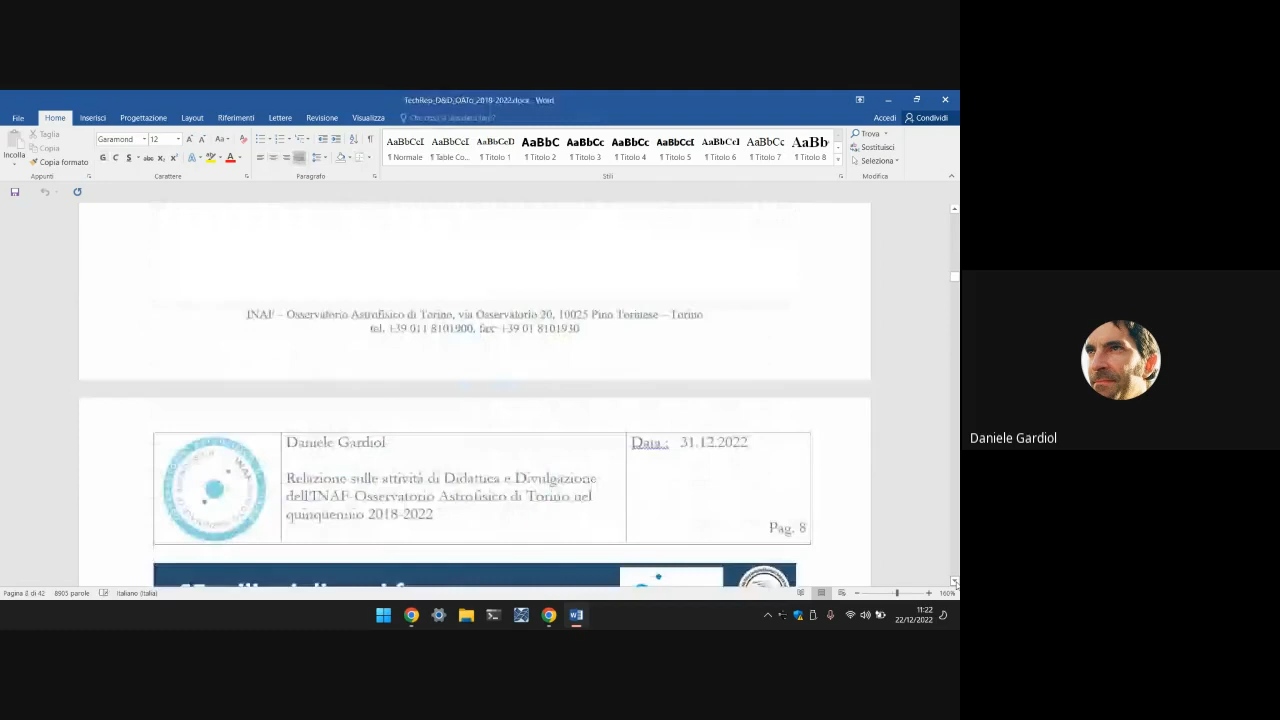 TechRep_D&D_OATo_2018-2022.docx - Word
File Home Inserisci Progettazione Layout Riferimenti Lettere Revisione Visualizza
Accedi Condividi
Incolla
Taglia
Copia
Copia formato
Appunti
Garamond 12
Carattere
Paragrafo
AaBbCcI AaBbCcI AaBbCcD AaBbC AaBbCc AaBbCc AaBbCcI AaBbCcI AaBbCc AaBb
¶ Normale ¶ Table Co... ¶ Titolo 1 ¶ Titolo 2 ¶ Titolo 3 ¶ Titolo 4 ¶ Titolo 5 ¶ Titolo 6 ¶ Titolo 7 ¶ Titolo 8
Stili
Trova
Sostituisci
Seleziona
Modifica
INAF – Osservatorio Astrofisico di Torino, via Osservatorio 20, 10025 Pino Torinese – Torino
tel. +39 011 8101900, fax: +39 01 8101930
Daniele Gardiol
Relazione sulle attività di Didattica e Divulgazione
dell'INAF-Osservatorio Astrofisico di Torino nel
quinquennio 2018-2022
Data.: 31.12.2022
Pag. 8
Pagina 8 di 42 8905 parole Italiano (Italia)
160%
11:22
22/12/2022
Daniele Gardiol